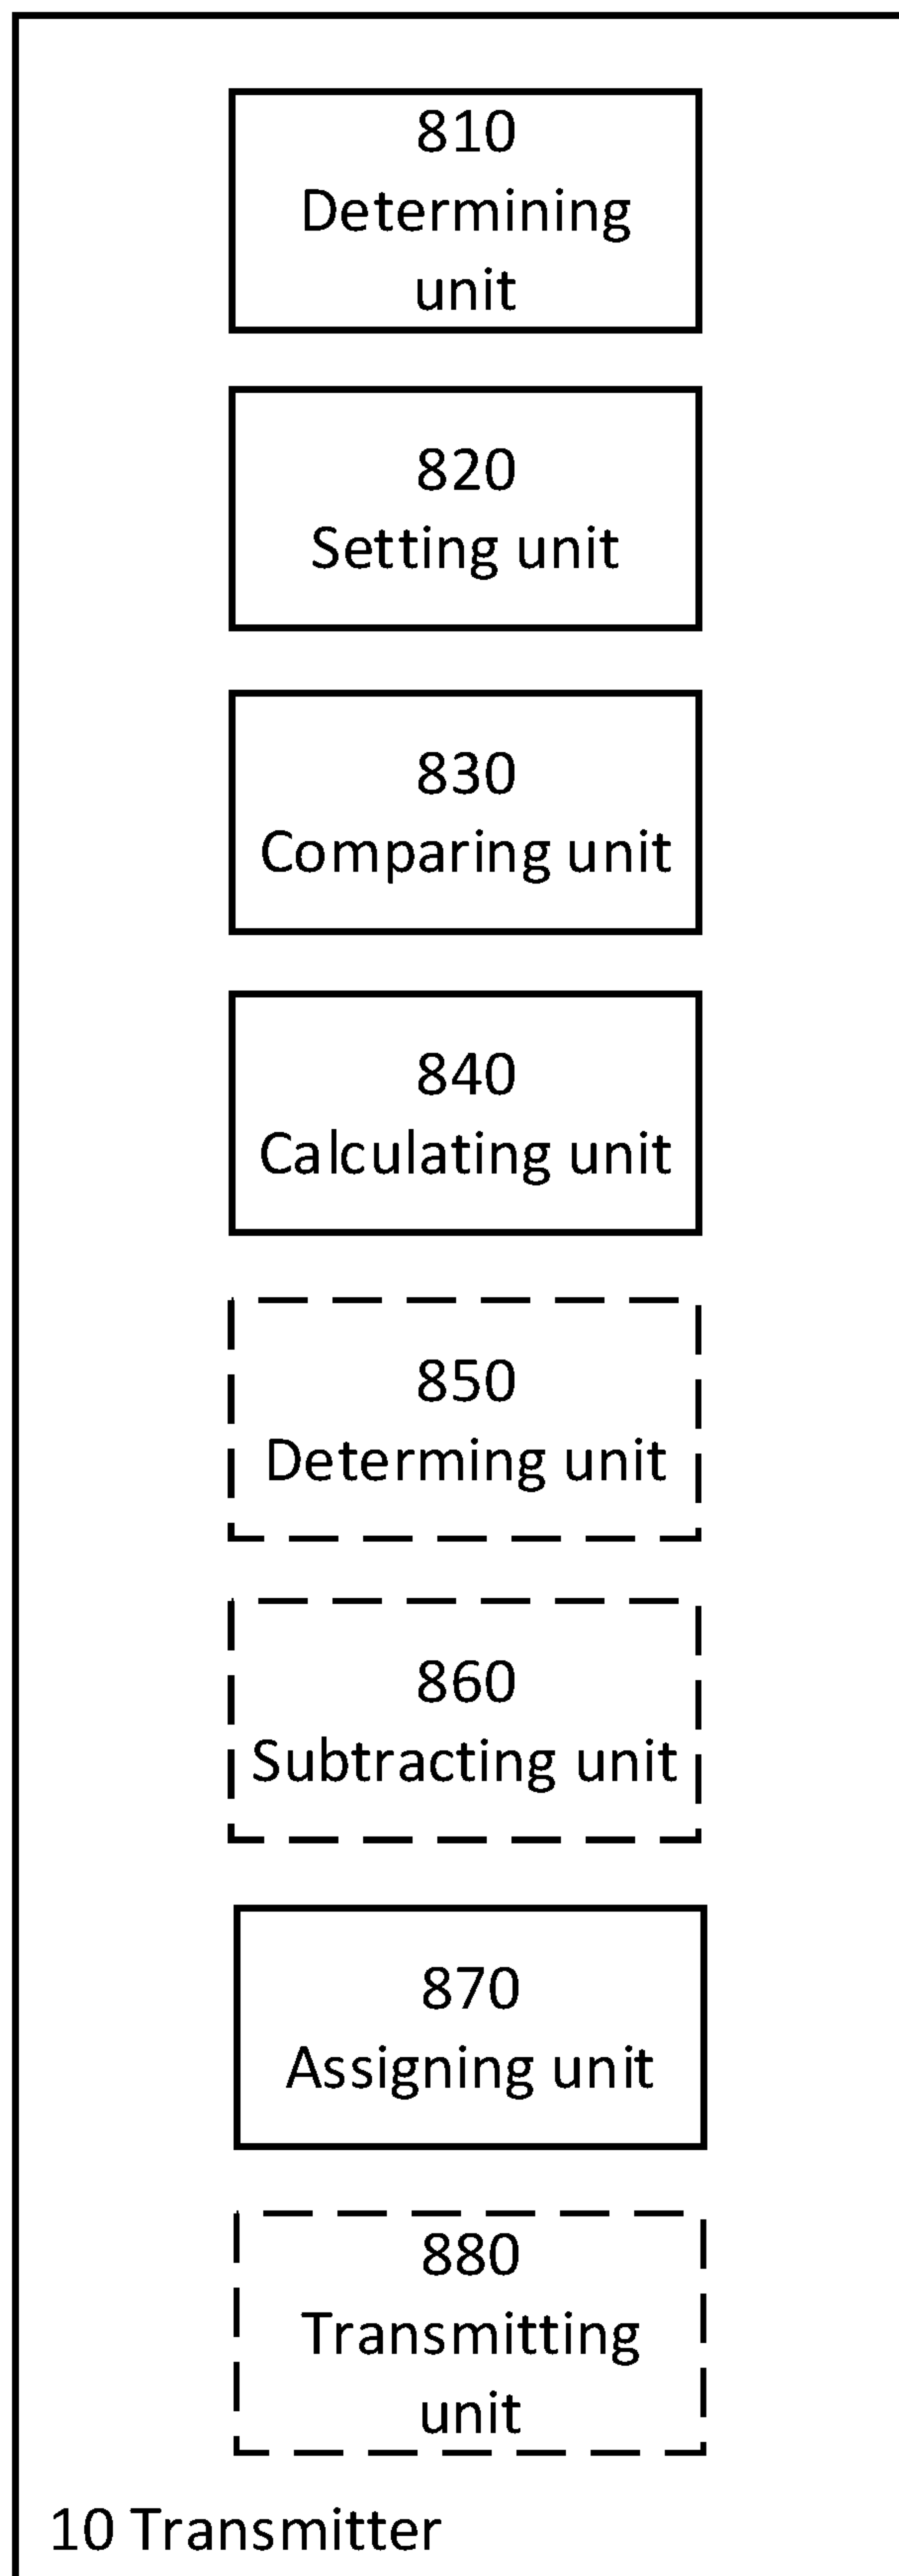 810
Determining
unit
820
Setting unit
830
Comparing unit
840
Calculating unit
850
Determing unit
860
Subtracting unit
870
Assigning unit
880
Transmitting
unit
10 Transmitter